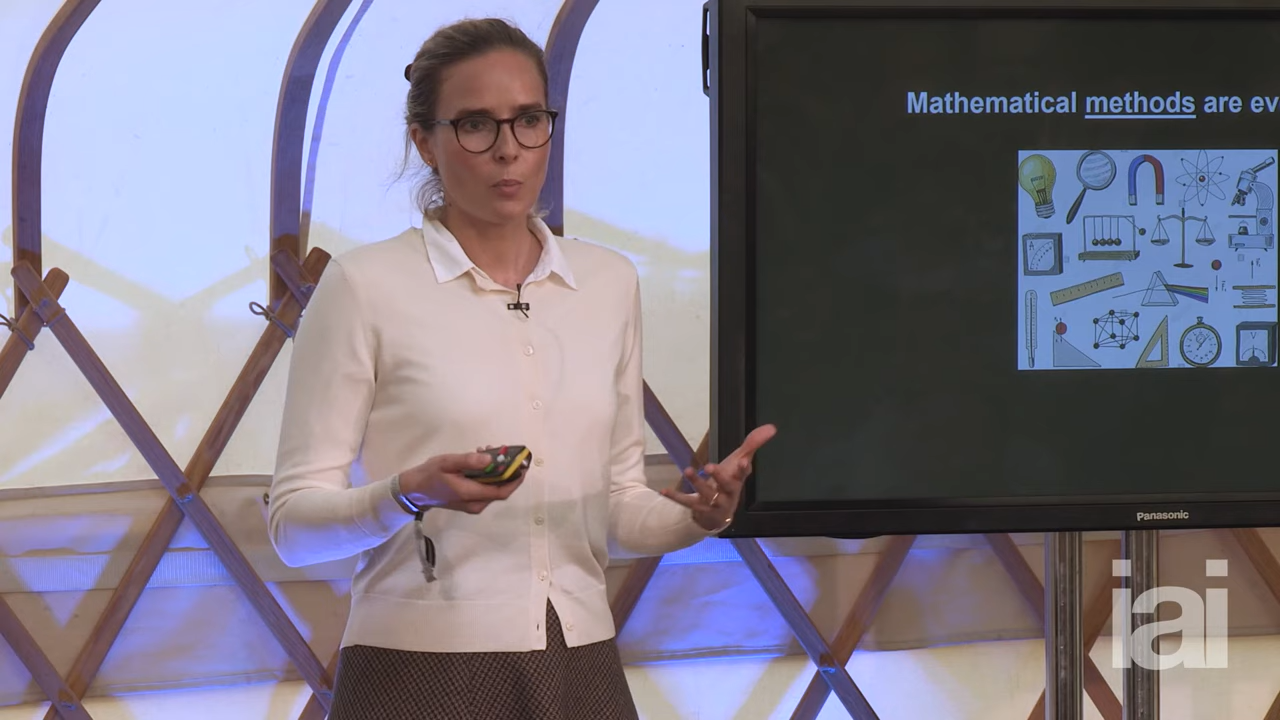 Mathematical methods are ev
A
V
Panasonic
iai